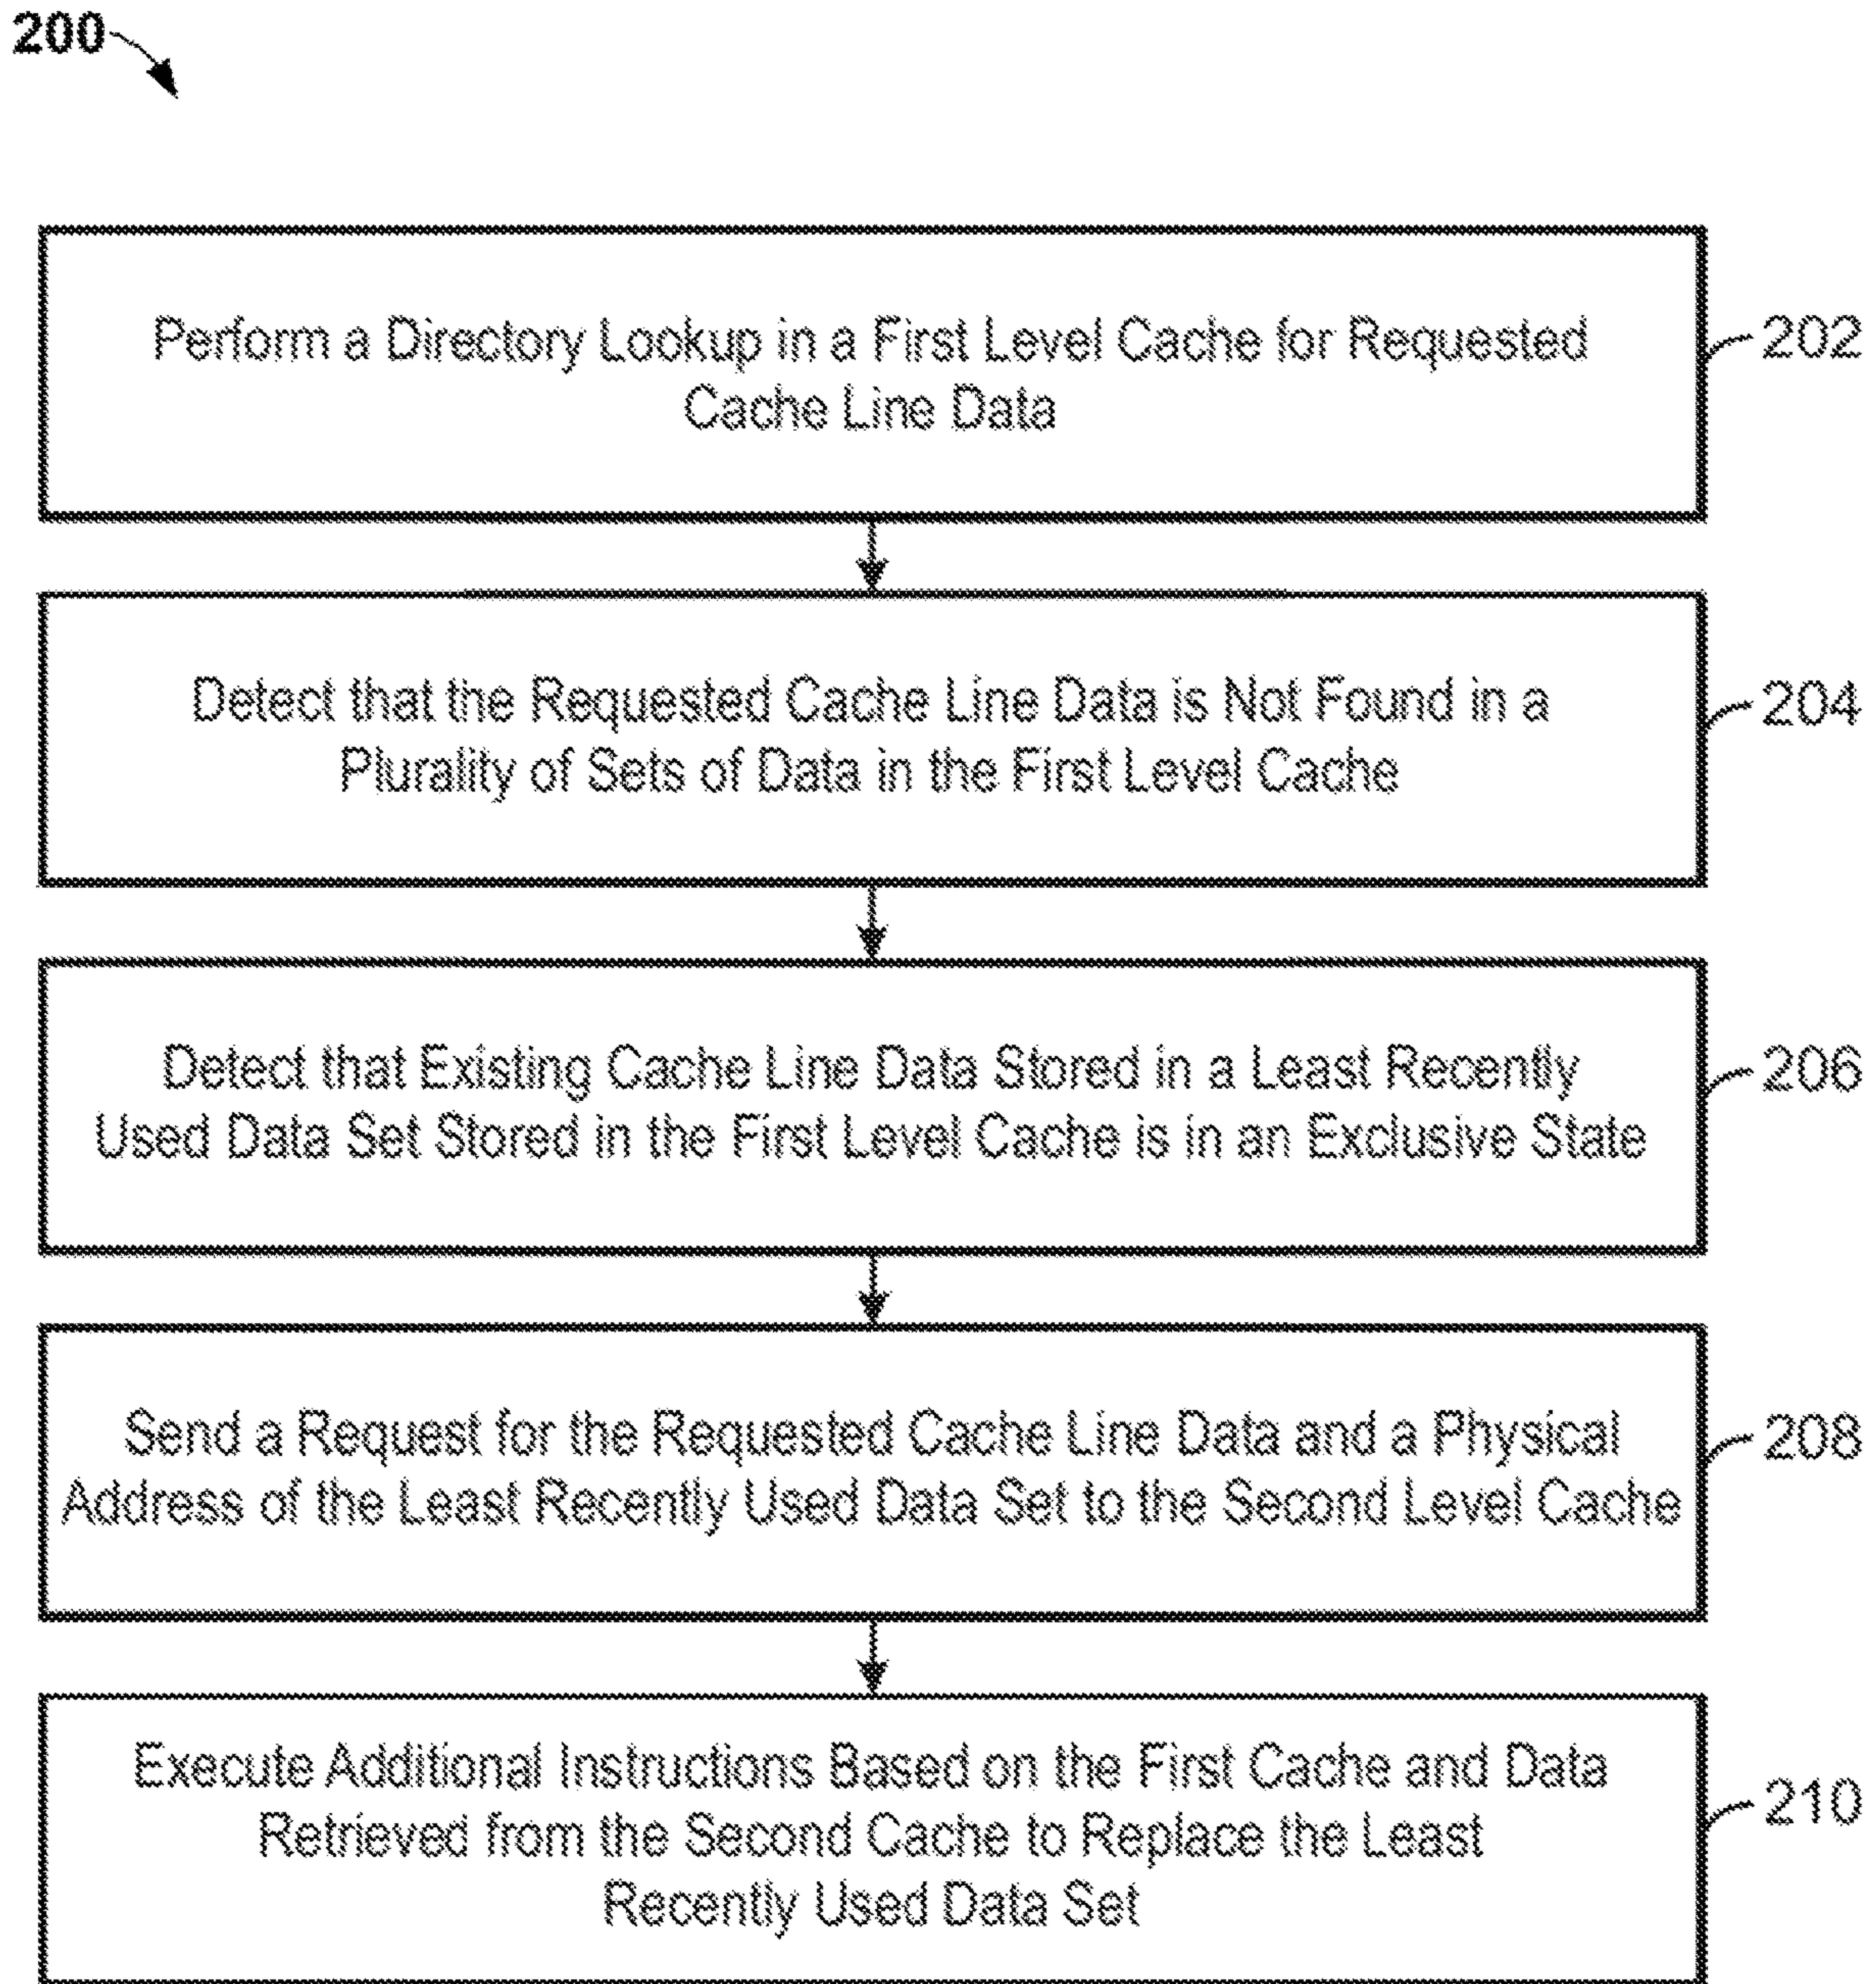 200
Perform a Directory Lookup in a First Level Cache for Requested
Cache Line Data
202
Detect that the Requested Cache Line Data is Not Found in a
Plurality of Sets of Data in the First Level Cache
204
Detect that Existing Cache Line Data Stored in a Least Recently
Used Data Set Stored in the First Level Cache is in an Exclusive State
206
Send a Request for the Requested Cache Line Data and a Physical
Address of the Least Recently Used Data Set to the Second Level Cache
208
Execute Additional Instructions Based on the First Cache and Data
Retrieved from the Second Cache to Replace the Least
Recently Used Data Set
210